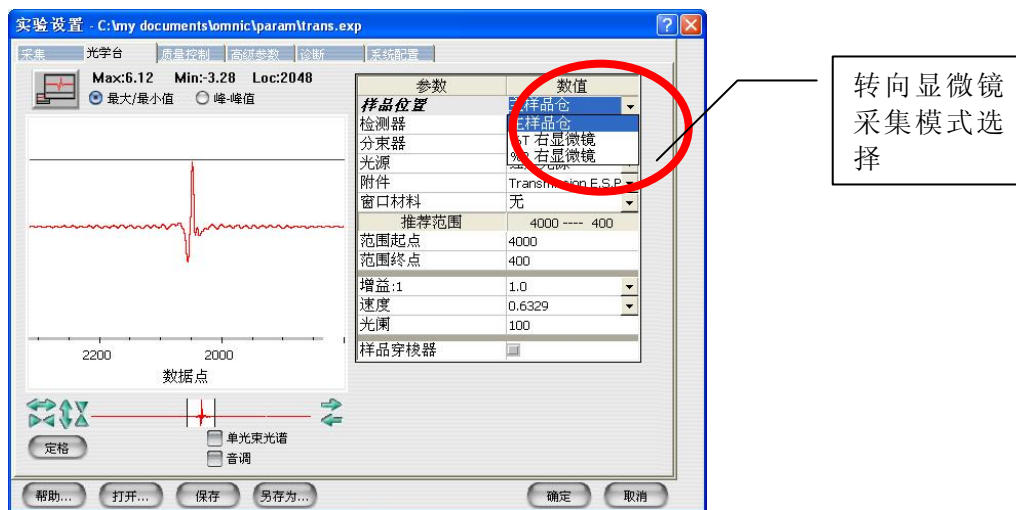 实验设置 - C:\my documents\omnic\param\trans.exp
采集 光学台 质量控制 高级参数 诊断 系统配置
Max:6.12 Min:-3.28 Loc:2048
最大/最小值 峰-峰值
2200 2000
数据点
定格
单光束光谱
音调
参数 数值
样品位置 主样品仓
检测器 主样品仓
分束器 %T 右显微镜
%R 右显微镜
光源
附件 Transmission E.S.P
窗口材料 无
推荐范围 4000 ---- 400
范围起点 4000
范围终点 400
增益:1 1.0
速度 0.6329
光阑 100
样品穿梭器
帮助... 打开... 保存 另存为... 确定 取消
转向显微镜
采集模式选
择